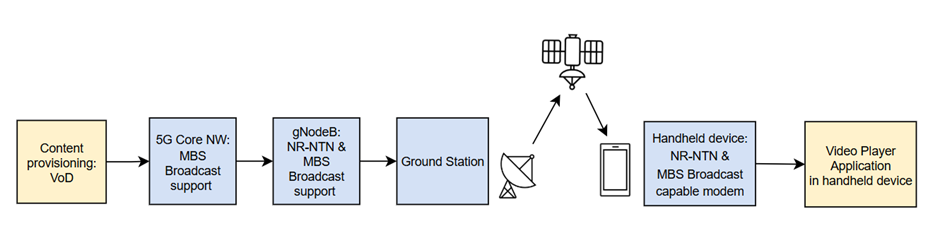 Content
provisioning:
VoD
5G Core NW:
MBS
Broadcast
support
gNodeB:
NR-NTN &
MBS
Broadcast
support
Ground Station
Handheld device:
NR-NTN &
MBS Broadcast
capable modem
Video Player
Application
in handheld device